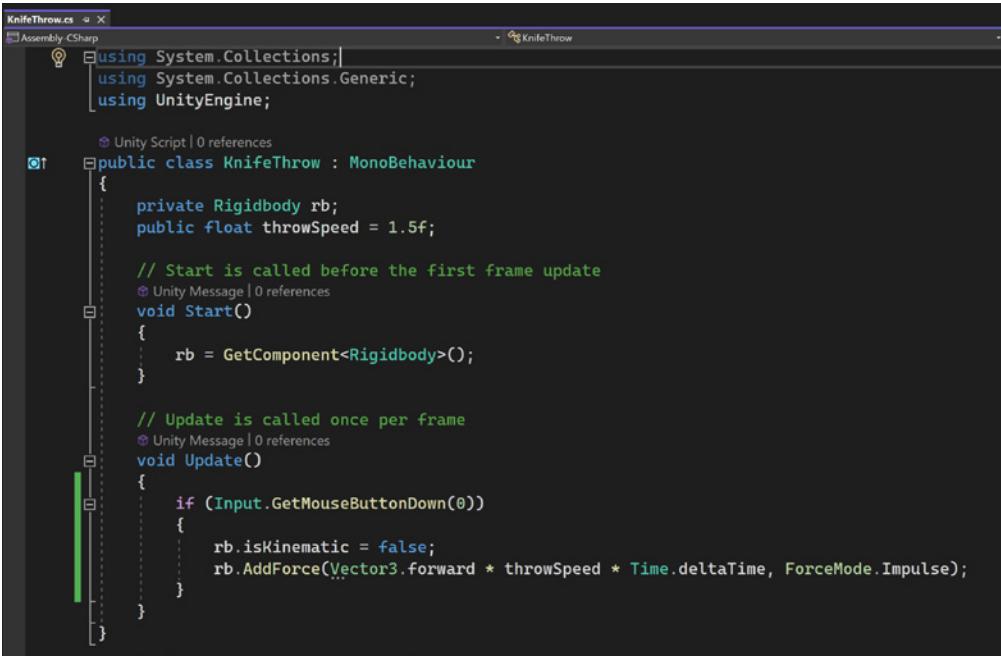 KnifeThrow.cs
Assembly-CSharp KnifeThrow
using System.Collections;
using System.Collections.Generic;
using UnityEngine;
Unity Script | 0 references
public class KnifeThrow : MonoBehaviour
{
private Rigidbody rb;
public float throwSpeed = 1.5f;
// Start is called before the first frame update
Unity Message | 0 references
void Start()
{
rb = GetComponent<Rigidbody>();
}
// Update is called once per frame
Unity Message | 0 references
void Update()
{
if (Input.GetMouseButtonDown(0))
{
rb.isKinematic = false;
rb.AddForce(Vector3.forward * throwSpeed * Time.deltaTime, ForceMode.Impulse);
}
}
}